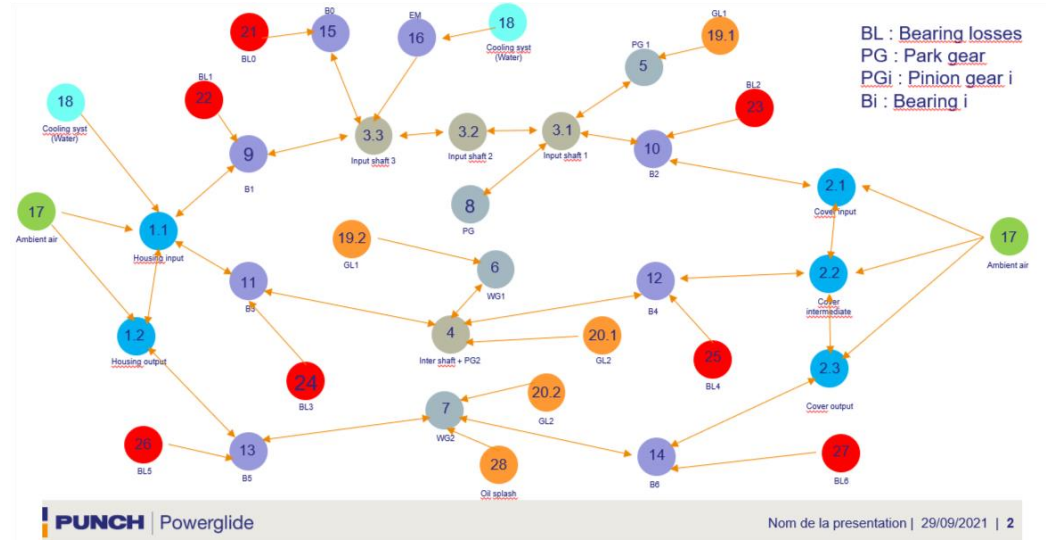 B0
21
15
BL0
EM
16
18
Cooling syst
(Water)
GL1
19.1
PG 1
5
BL : Bearing losses
PG : Park gear
PGi : Pinion gear i
Bi : Bearing i
18
Cooling syst
(Water)
BL1
22
9
B1
3.3
Input shaft 3
3.2
Input shaft 2
3.1
Input shaft 1
BL2
23
10
B2
8
PG
2.1
Cover input
17
Ambient air
1.1
Housing input
19.2
GL1
6
WG1
17
Ambient air
11
B3
12
B4
2.2
Cover
intermediate
1.2
Housing output
4
Inter shaft + PG2
20.1
GL2
24
BL3
25
BL4
2.3
Cover output
7
WG2
20.2
GL2
26
BL5
13
B5
28
Oil splash
14
B6
27
BL6
PUNCH | Powerglide
Nom de la presentation | 29/09/2021 | 2